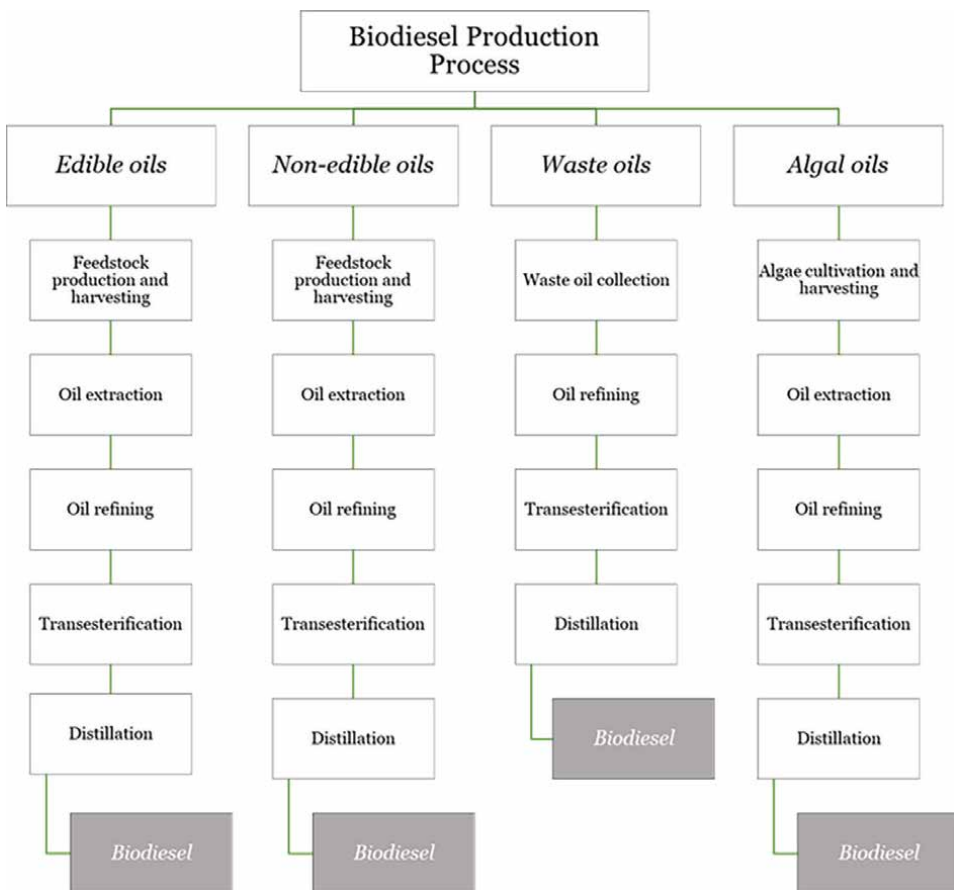 Biodiesel Production
Process
Edible oils
Feedstock
production and
harvesting
Oil extraction
Oil refining
Transesterification
Distillation
Biodiesel
Non-edible oils
Feedstock
production and
harvesting
Oil extraction
Oil refining
Transesterification
Distillation
Biodiesel
Waste oils
Waste oil collection
Oil refining
Transesterification
Distillation
Biodiesel
Algal oils
Algae cultivation and
harvesting
Oil extraction
Oil refining
Transesterification
Distillation
Biodiesel